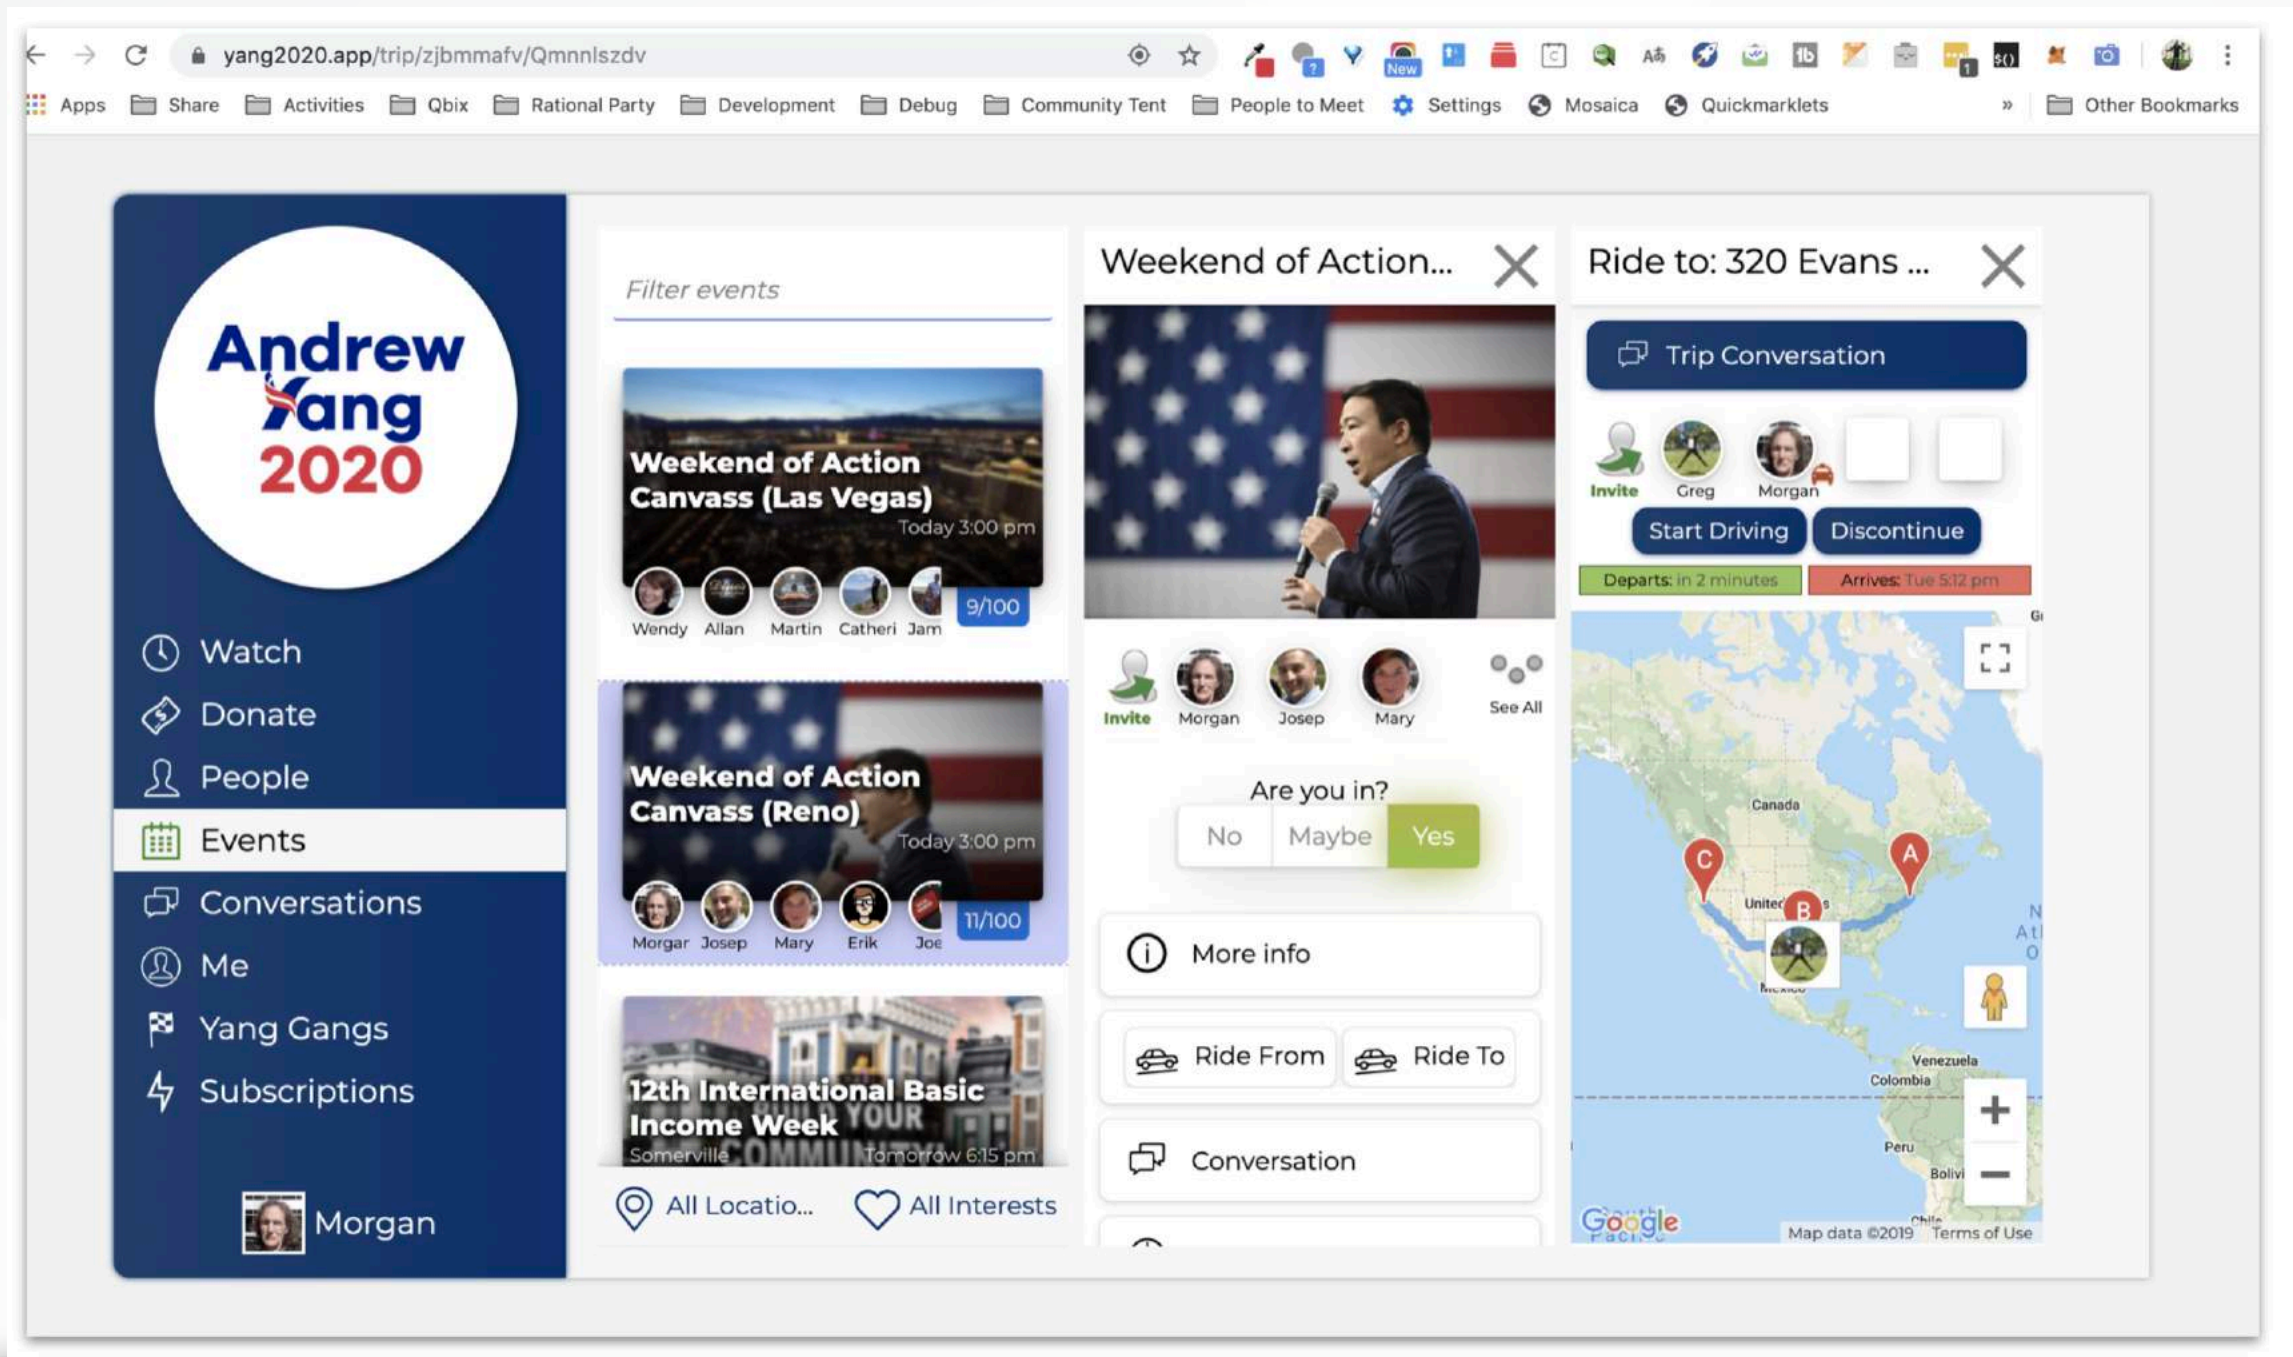 yang2020.app/trip/zjbmmafv/Qmnnlszdv
New
Apps Share Activities Qbix Rational Party Development Debug Community Tent People to Meet Settings Mosaica Quickmarklets » Other Bookmarks
Andrew
Yang
2020
Watch
Donate
People
Events
Conversations
Me
Yang Gangs
Subscriptions
Morgan
Filter events
Weekend of Action
Canvass (Las Vegas)
Today 3:00 pm
Wendy Allan Martin Catheri Jam
9/100
Weekend of Action
Canvass (Reno)
Today 3:00 pm
Morgar Josep Mary Erik Joe
11/100
12th International Basic
Income Week
YOUR
COMMUNITY!
Somerville Tomorrow 6:15 pm
All Locatio... All Interests
Weekend of Action...
Invite Morgan Josep Mary See All
Are you in?
No Maybe Yes
More info
Ride From Ride To
Conversation
Ride to: 320 Evans ...
Trip Conversation
Invite Greg Morgan
Start Driving Discontinue
Departs: in 2 minutes Arrives: Tue 5:12 pm
Canada
C A
B
Mexico
Venezuela
Colombia
Peru
Bolivi
Chile
Google
Map data ©2019 Terms of Use